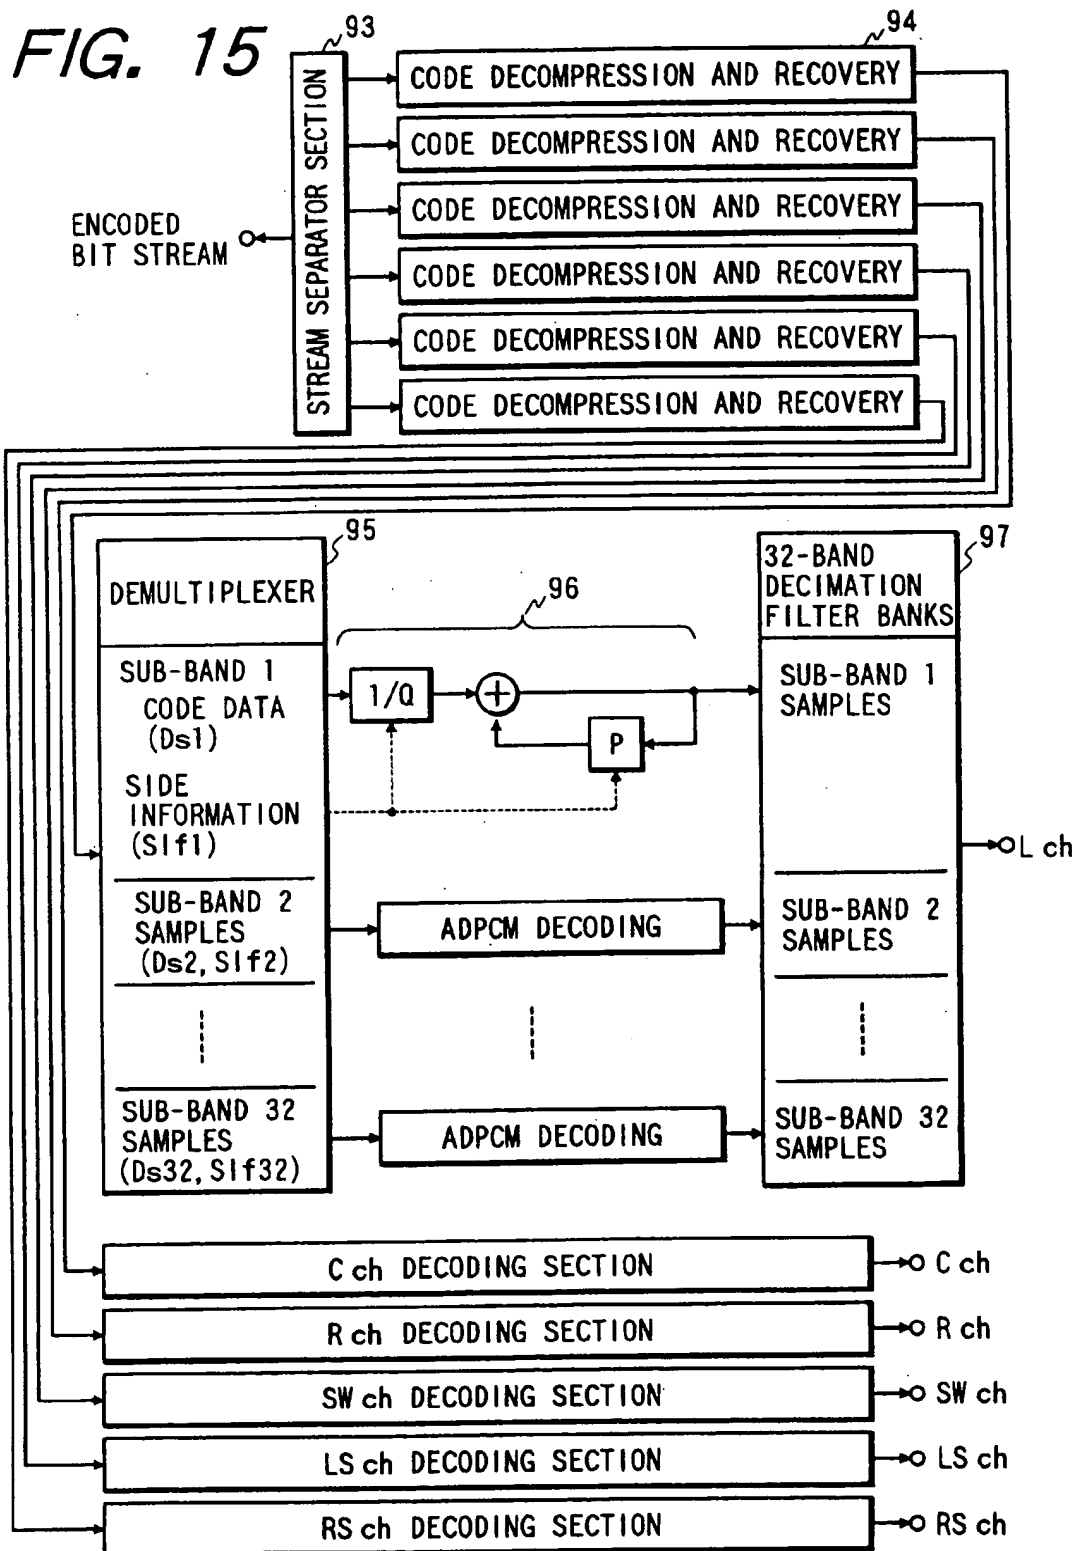 FIG. 15
93
94
STREAM SEPARATOR SECTION
CODE DECOMPRESSION AND RECOVERY
CODE DECOMPRESSION AND RECOVERY
CODE DECOMPRESSION AND RECOVERY
CODE DECOMPRESSION AND RECOVERY
CODE DECOMPRESSION AND RECOVERY
CODE DECOMPRESSION AND RECOVERY
ENCODED
BIT STREAM
95
DEMULTIPLEXER
SUB-BAND 1
CODE DATA
(Ds1)
SIDE
INFORMATION
(SIf1)
SUB-BAND 2
SAMPLES
(Ds2, SIf2)
SUB-BAND 32
SAMPLES
(Ds32, SIf32)
96
1/Q
+
P
ADPCM DECODING
ADPCM DECODING
97
32-BAND
DECIMATION
FILTER BANKS
SUB-BAND 1
SAMPLES
SUB-BAND 2
SAMPLES
SUB-BAND 32
SAMPLES
L ch
C ch DECODING SECTION
C ch
R ch DECODING SECTION
R ch
SW ch DECODING SECTION
SW ch
LS ch DECODING SECTION
LS ch
RS ch DECODING SECTION
RS ch